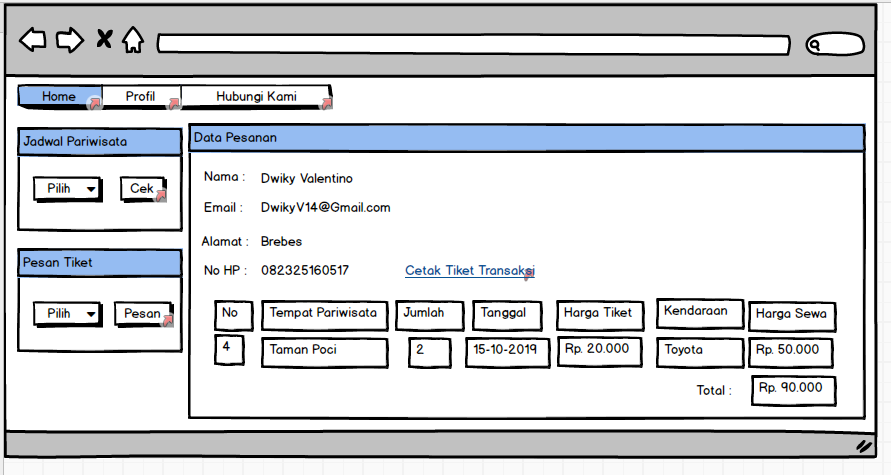 Home Profil Hubungi Kami
Jadwal Pariwisata
Pilih Cek
Pesan Tiket
Pilih Pesan
Data Pesanan
Nama : Dwiky Valentino
Email : DwikyV14@Gmail.com
Alamat : Brebes
No HP : 082325160517 Cetak Tiket Transaksi
No Tempat Pariwisata Jumlah Tanggal Harga Tiket Kendaraan Harga Sewa
4 Taman Poci 2 15-10-2019 Rp. 20.000 Toyota Rp. 50.000
Total : Rp. 90.000